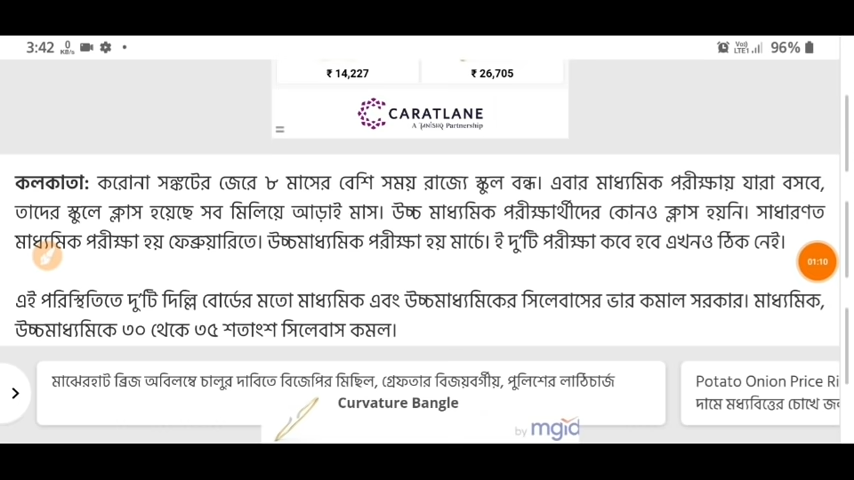 3:42 0 KB/s Vo) LTE1 96%
₹ 14,227 ₹ 26,705
CARATLANE
A TANISHQ Partnership
কলকাতা: করোনা সঙ্কটের জেরে ৮ মাসের বেশি সময় রাজ্যে স্কুল বন্ধ। এবার মাধ্যমিক পরীক্ষায় যারা বসবে,
তাদের স্কুলে ক্লাস হয়েছে সব মিলিয়ে আড়াই মাস। উচ্চ মাধ্যমিক পরীক্ষার্থীদের কোনও ক্লাস হয়নি। সাধারণত
মাধ্যমিক পরীক্ষা হয় ফেব্রুয়ারিতে। উচ্চমাধ্যমিক পরীক্ষা হয় মার্চে। ই দু'টি পরীক্ষা কবে হবে এখনও ঠিক নেই।
01:10
এই পরিস্থিতিতে দু'টি দিল্লি বোর্ডের মতো মাধ্যমিক এবং উচ্চমাধ্যমিকের সিলেবাসের ভার কমাল সরকার। মাধ্যমিক,
উচ্চমাধ্যমিকে ৩০ থেকে ৩৫ শতাংশ সিলেবাস কমল।
মাঝেরহাট ব্রিজ অবিলম্বে চালুর দাবিতে বিজেপির মিছিল, গ্রেফতার বিজয়বর্গীয়, পুলিশের লাঠিচার্জ
Potato Onion Price Ri
দামে মধ্যবিত্তের চোখে জ
Curvature Bangle
by mgid